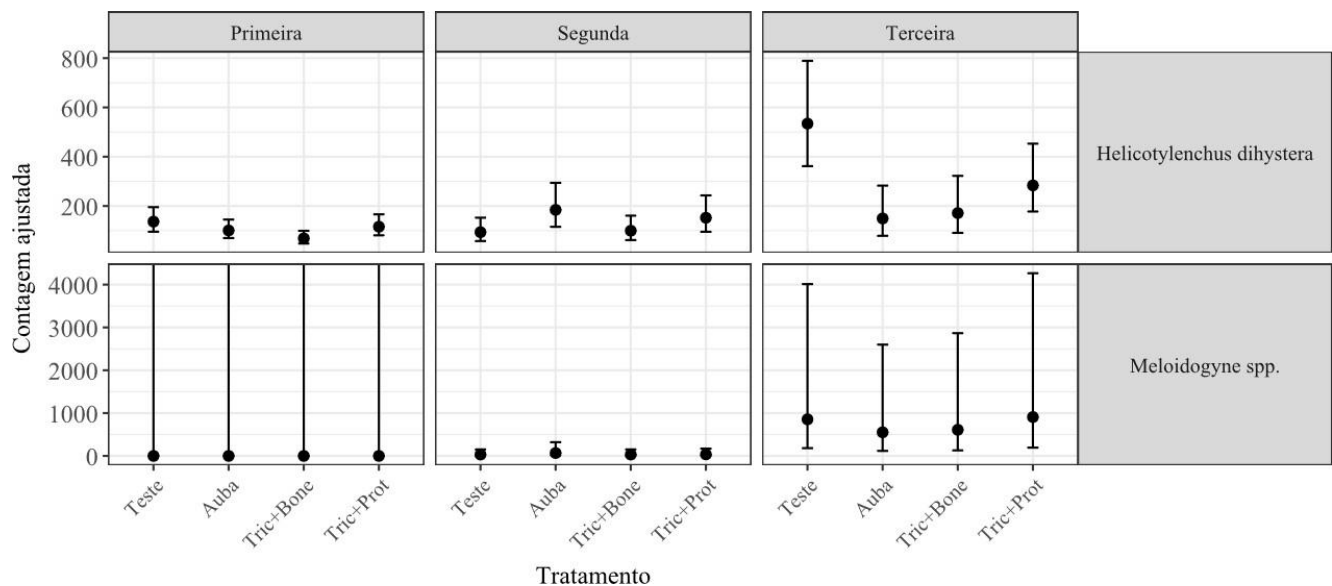 Primeira
Segunda
Terceira
Contagem ajustada
800
600
400
200
Helicotylenchus dihystera
4000
3000
2000
1000
0
Meloidogyne spp.
Teste
Auba
Tric+Bone
Tric+Prot
Teste
Auba
Tric+Bone
Tric+Prot
Teste
Auba
Tric+Bone
Tric+Prot
Tratamento